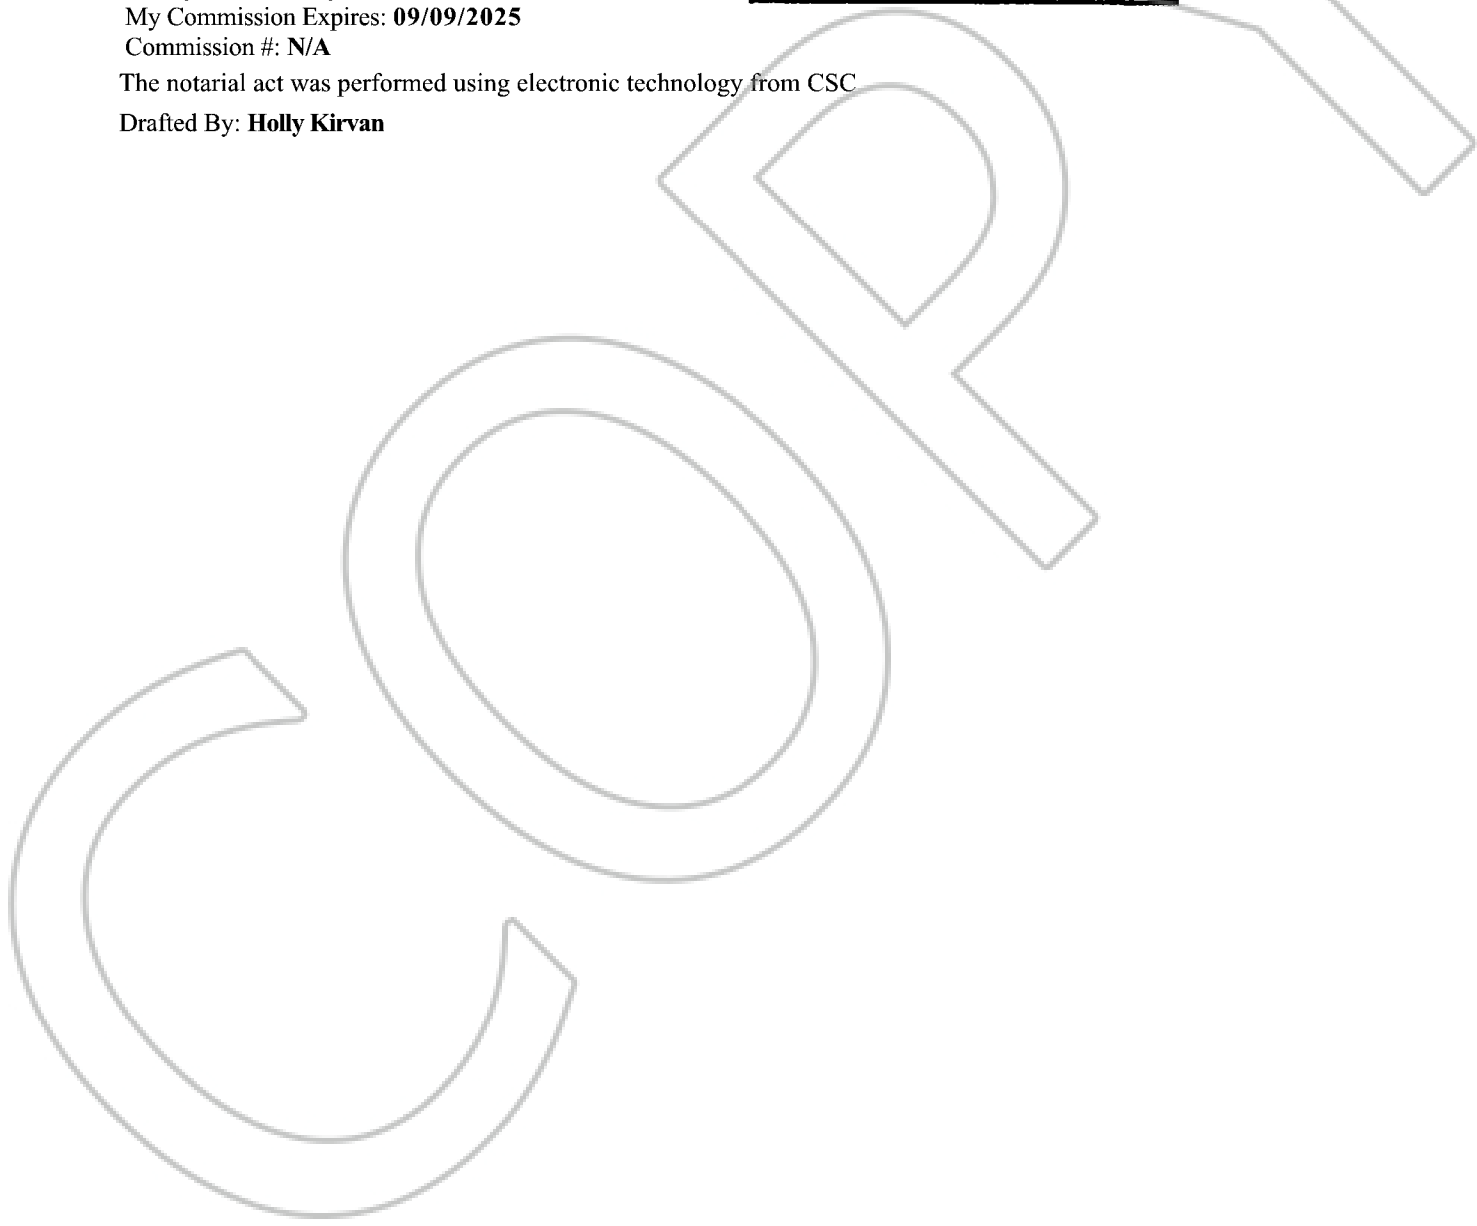 My Commission Expires: 09/09/2025
Commission #: N/A
The notarial act was performed using electronic technology from CSC
Drafted By: Holly Kirvan
COPY